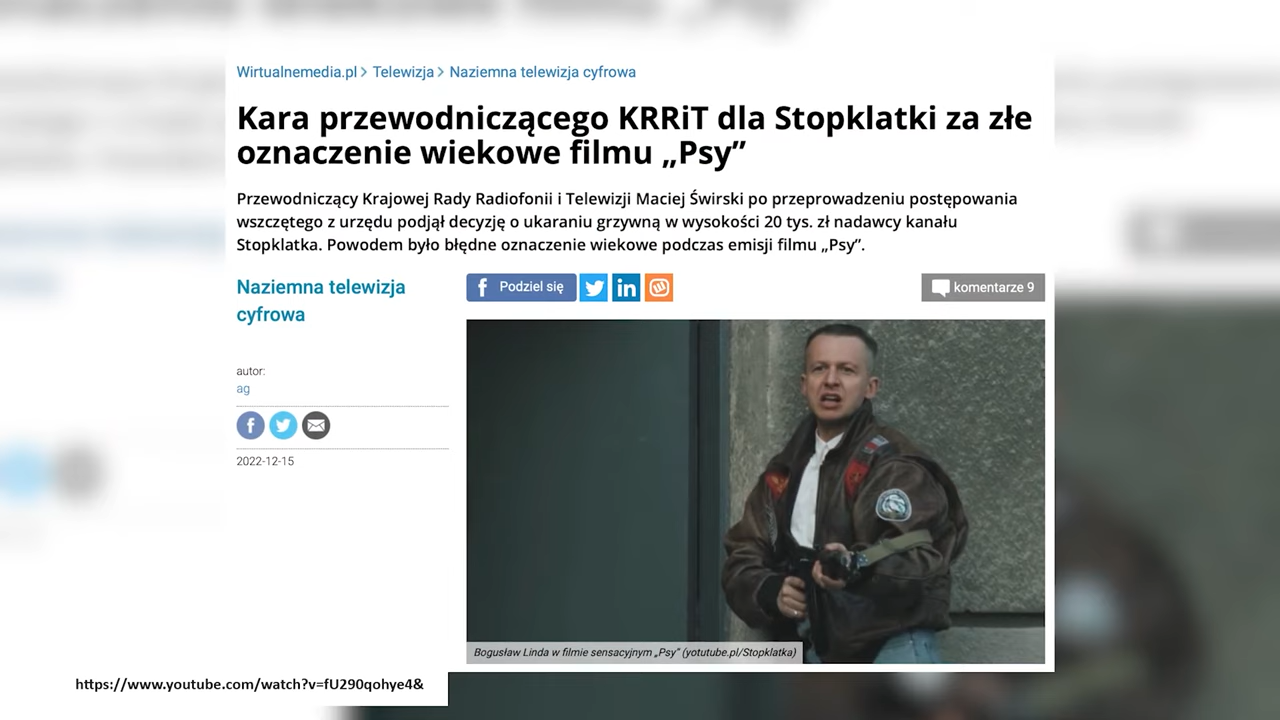 Wirtualnemedia.pl > Telewizja > Naziemna telewizja cyfrowa
Kara przewodniczącego KRRiT dla Stopklatki za złe
oznaczenie wiekowe filmu „Psy”
Przewodniczący Krajowej Rady Radiofonii i Telewizji Maciej Świrski po przeprowadzeniu postępowania
wszczętego z urzędu podjął decyzję o ukaraniu grzywną w wysokości 20 tys. zł nadawcy kanału
Stopklatka. Powodem było błędne oznaczenie wiekowe podczas emisji filmu „Psy”.
Naziemna telewizja
cyfrowa
autor:
ag
2022-12-15
Podziel się
komentarze 9
Bogusław Linda w filmie sensacyjnym „Psy” (yotutube.pl/Stopklatka)
https://www.youtube.com/watch?v=fU290qohye4&